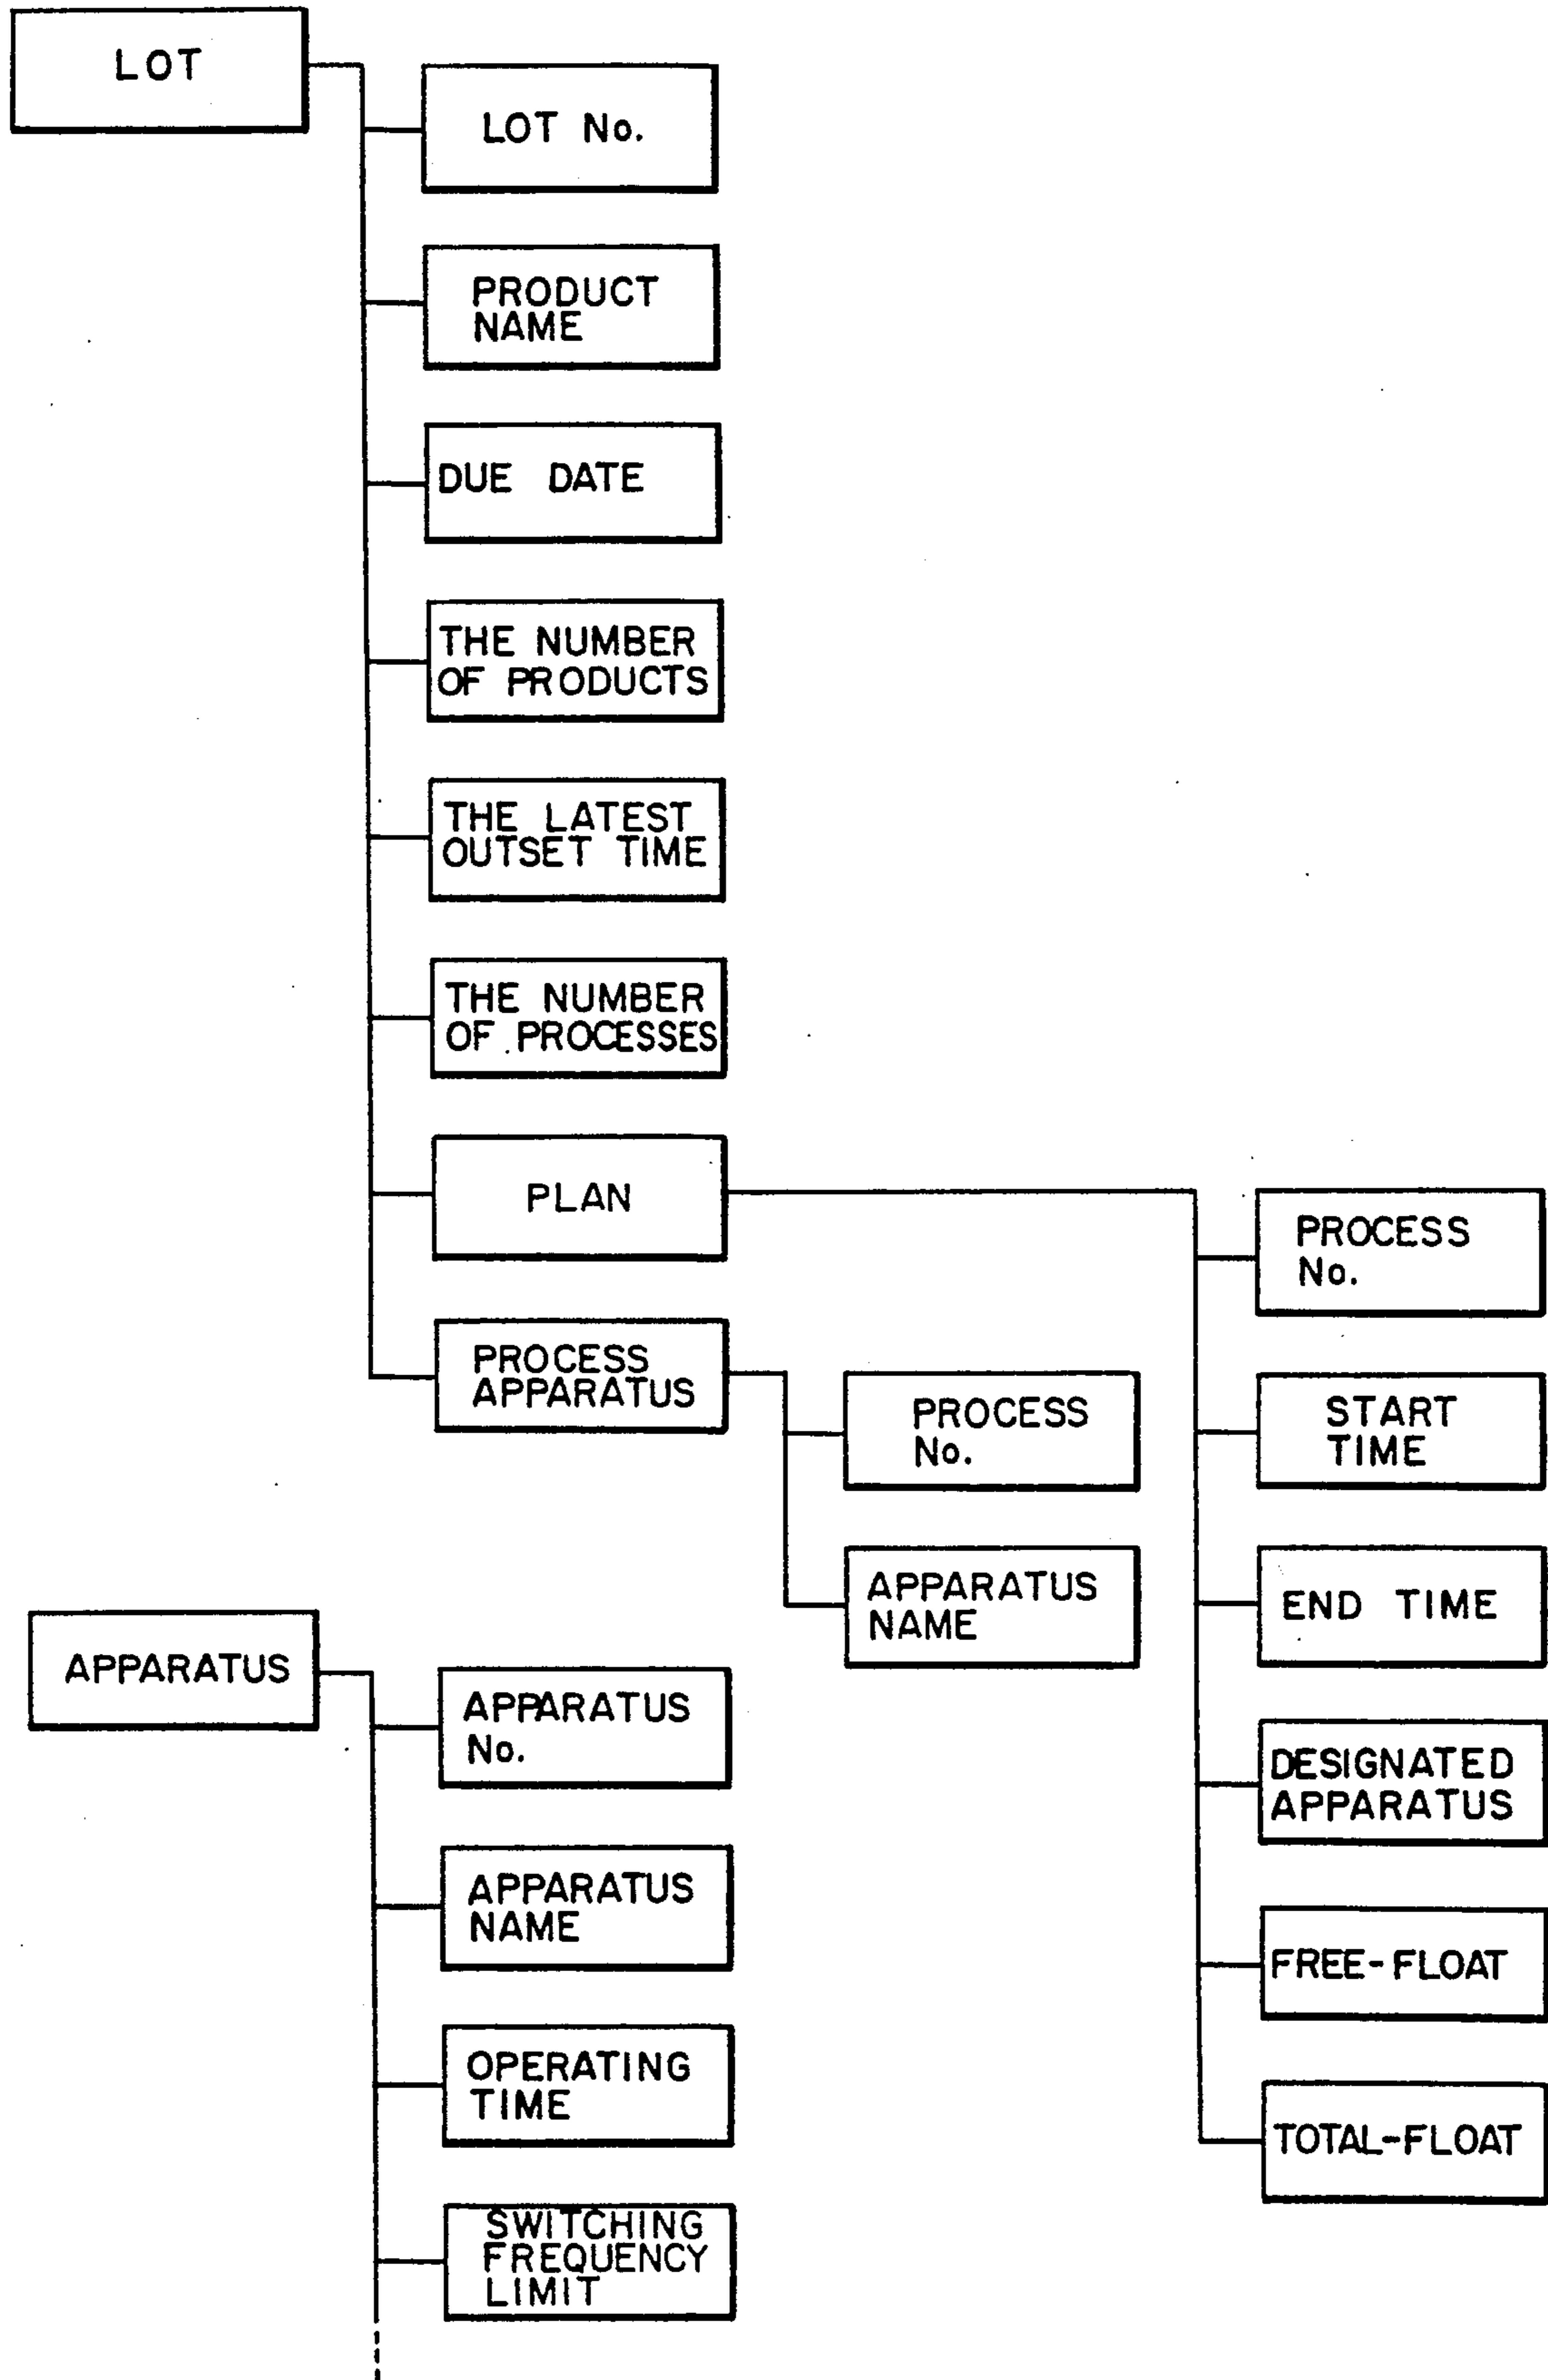 LOT
LOT No.
PRODUCT
NAME
DUE DATE
THE NUMBER
OF PRODUCTS
THE LATEST
OUTSET TIME
THE NUMBER
OF PROCESSES
PLAN
PROCESS
No.
START
TIME
END TIME
DESIGNATED
APPARATUS
FREE-FLOAT
TOTAL-FLOAT
PROCESS
APPARATUS
PROCESS
No.
APPARATUS
NAME
APPARATUS
APPARATUS
No.
APPARATUS
NAME
OPERATING
TIME
SWITCHING
FREQUENCY
LIMIT